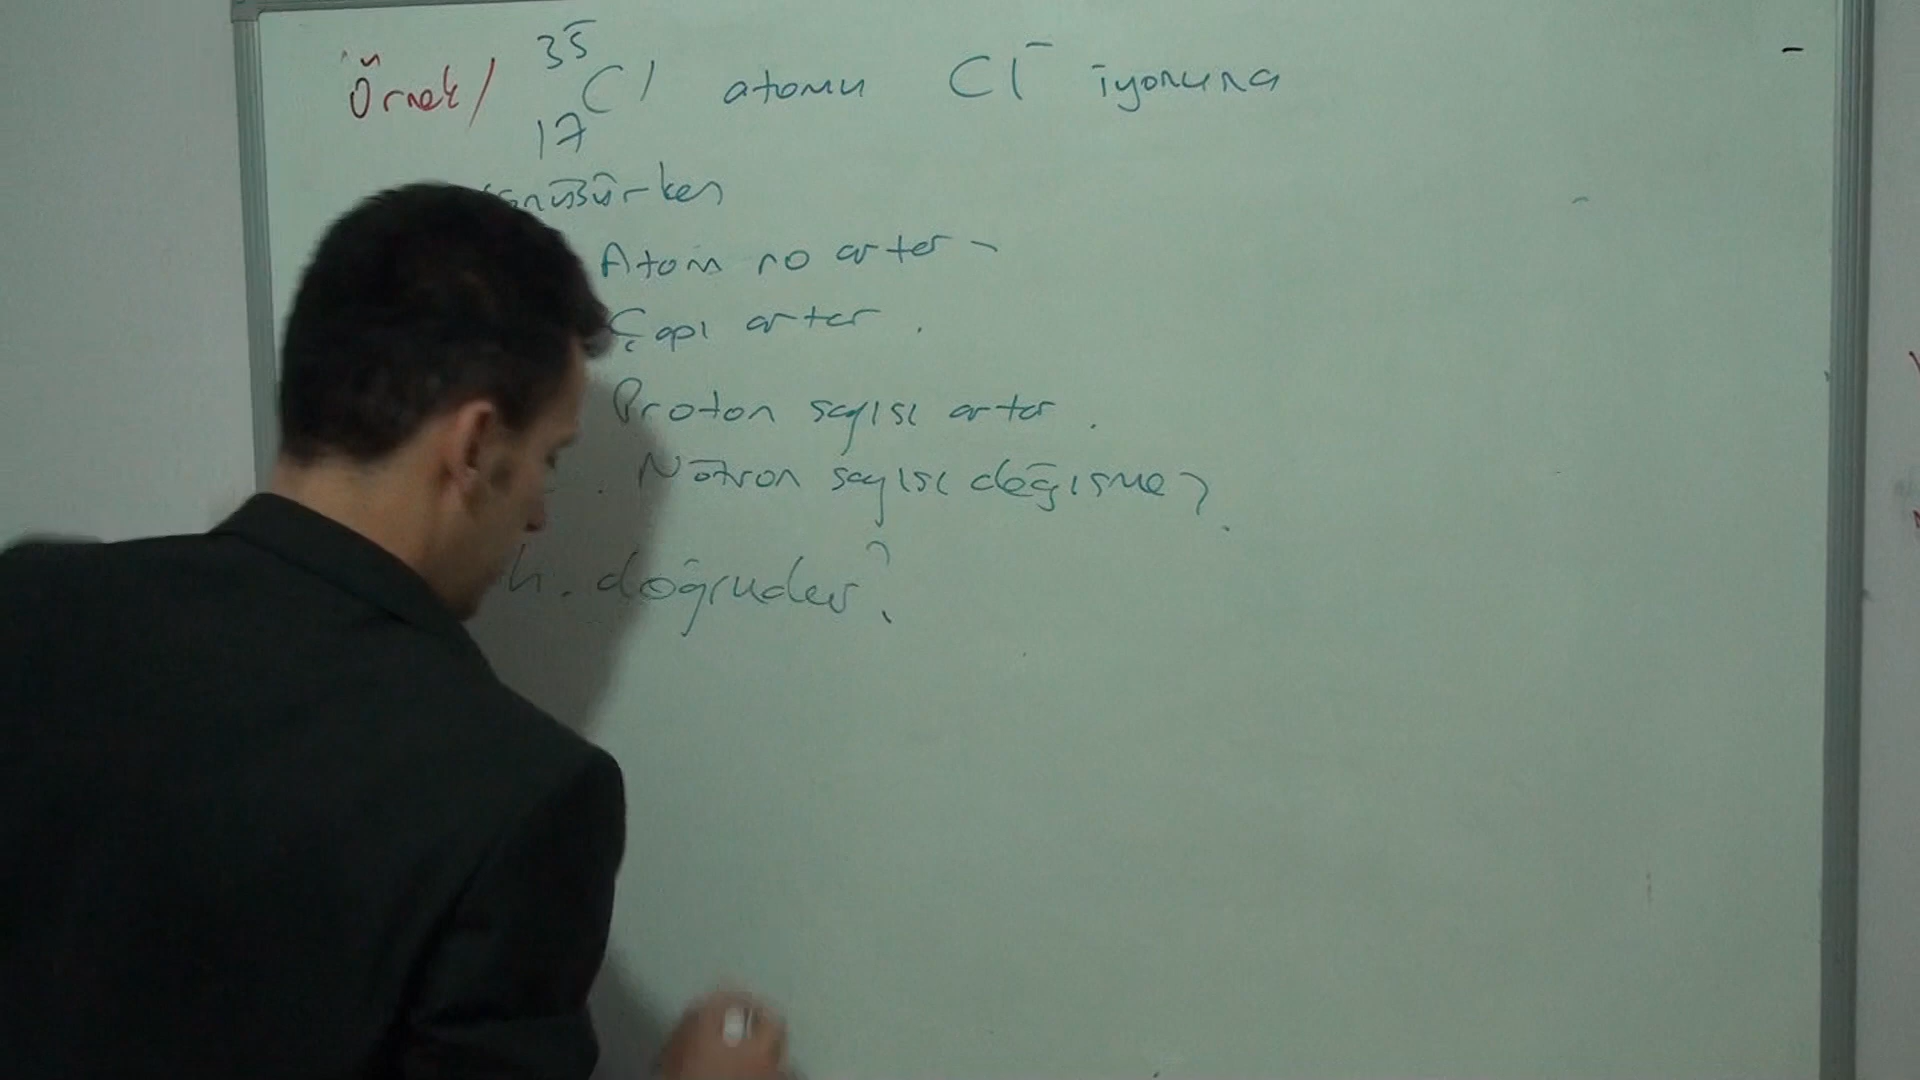 Örnek/ 35 17 Cl atomu Cl⁻ iyonuna
Atom no artar
Çapı artar.
Proton sayısı artar.
Nötron sayısı değişmez.
h. doğrudur?